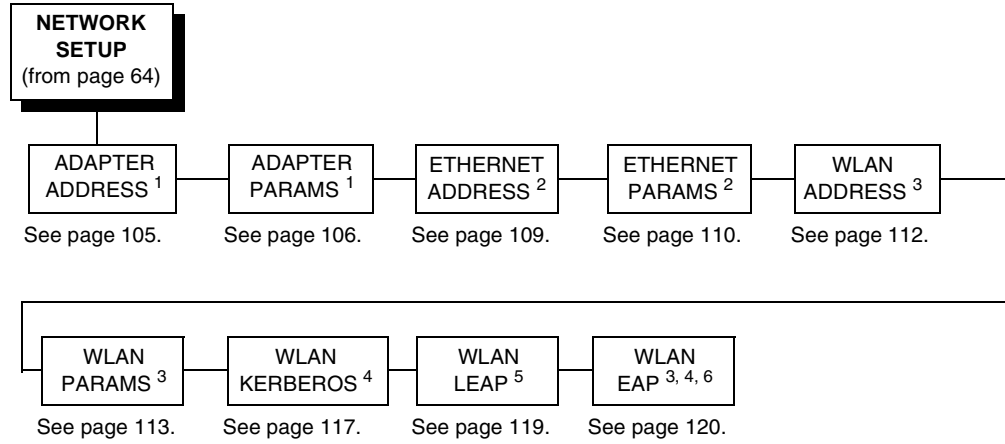 NETWORK
SETUP
(from page 64)
ADAPTER
ADDRESS 1
See page 105.
ADAPTER
PARAMS 1
See page 106.
ETHERNET
ADDRESS 2
See page 109.
ETHERNET
PARAMS 2
See page 110.
WLAN
ADDRESS 3
See page 112.
WLAN
PARAMS 3
See page 113.
WLAN
KERBEROS 4
See page 117.
WLAN
LEAP 5
See page 119.
WLAN
EAP 3, 4, 6
See page 120.